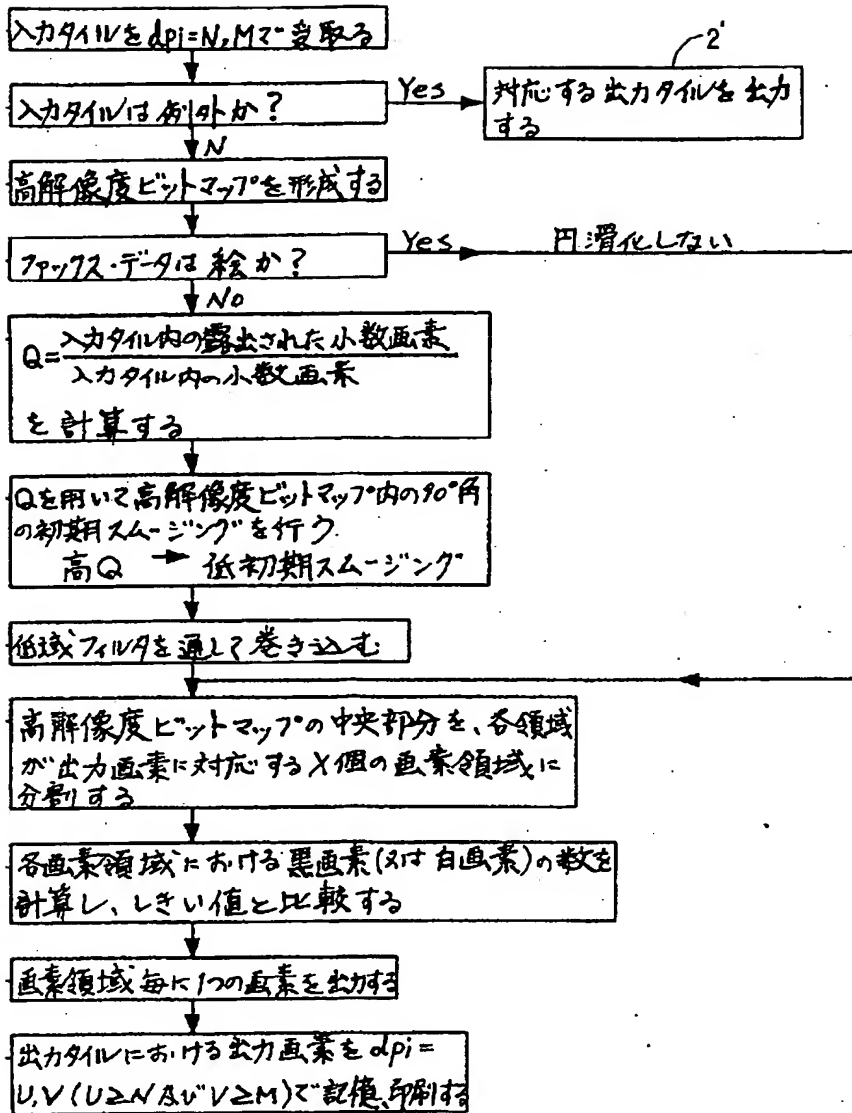 入力タイルをdpi=N,Mで受取る
2'
入力タイルは例外か?
Yes
対応する出力タイルを出力
する
N
高解像度ビットマップを形成する
ファックス・データは絵か?
Yes
円滑化しない
No
Q=入力タイル内の露出された小数画素
入力タイル内の小数画素
を計算する
Qを用いて高解像度ビットマップ内の90°角
の初期スムージングを行う.
高Q → 低初期スムージング
低域フィルタを通して巻き込む
高解像度ビットマップの中央部分を、各領域
が出力画素に対応するX個の画素領域に
分割する
各画素領域における黒画素(又は白画素)の数を
計算し、しきい値と比較する
画素領域毎に1つの画素を出力する
出力タイルにおける出力画素をdpi=
U,V(U≥N及びV≥M)で記憶、印刷する